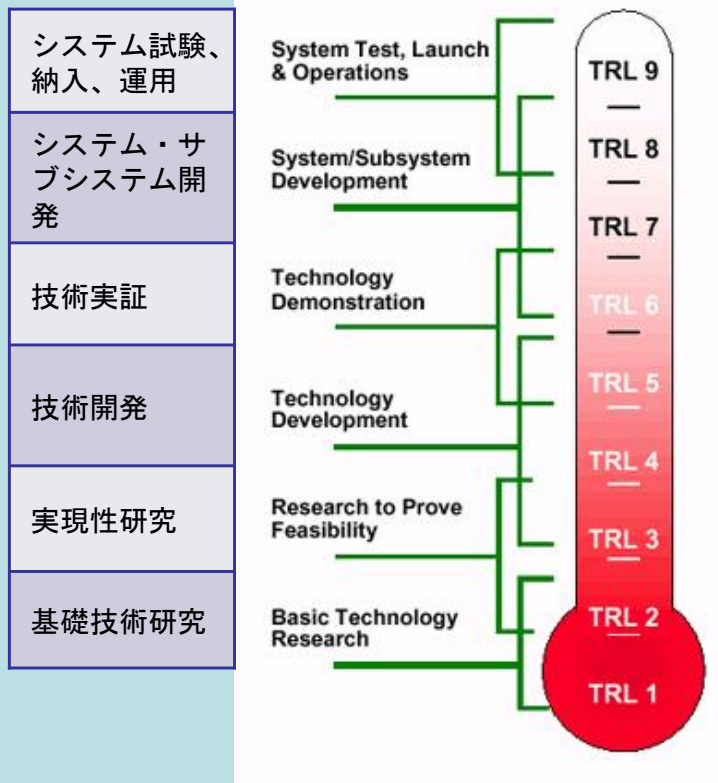 システム試験、
納入、運用
システム・サ
ブシステム開
発
技術実証
技術開発
実現性研究
基礎技術研究
System Test, Launch
& Operations
System/Subsystem
Development
Technology
Demonstration
Technology
Development
Research to Prove
Feasibility
Basic Technology
Research
TRL 9
TRL 8
TRL 7
TRL 6
TRL 5
TRL 4
TRL 3
TRL 2
TRL 1